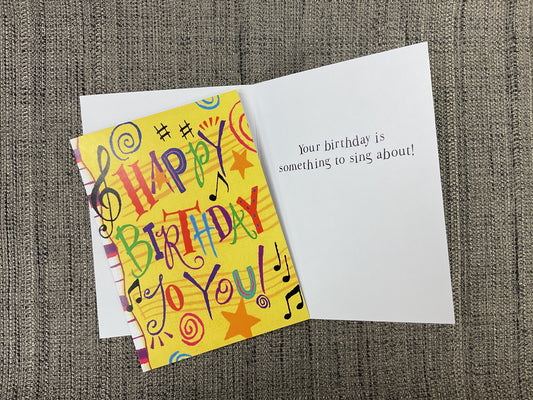 HAPPY
BIRTHDAY
TO YOU!
Your birthday is
something to sing about!